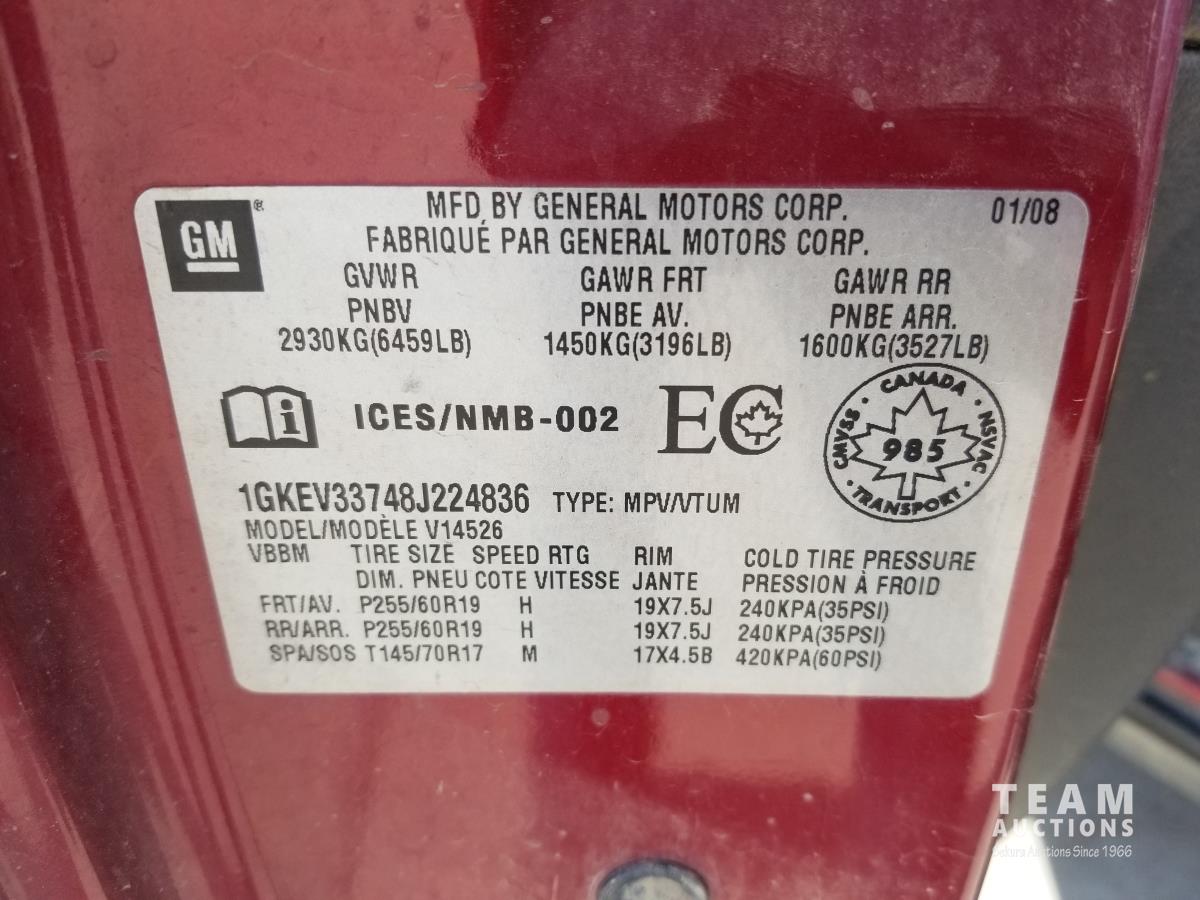 GM®
MFD BY GENERAL MOTORS CORP. 01/08
FABRIQUÉ PAR GENERAL MOTORS CORP.
GVWR GAWR FRT GAWR RR
PNBV PNBE AV. PNBE ARR.
2930KG(6459LB) 1450KG(3196LB) 1600KG(3527LB)
i ICES/NMB-002 EC
CANADA
CMVSS 985 NSVAC
TRANSPORT
1GKEV33748J224836 TYPE: MPV/VTUM
MODEL/MODÈLE V14526
VBBM TIRE SIZE SPEED RTG RIM COLD TIRE PRESSURE
DIM. PNEU COTE VITESSE JANTE PRESSION À FROID
FRT/AV. P255/60R19 H 19X7.5J 240KPA(35PSI)
RR/ARR. P255/60R19 H 19X7.5J 240KPA(35PSI)
SPA/SOS T145/70R17 M 17X4.5B 420KPA(60PSI)
TEAM
AUCTIONS
Auctions Since 1966